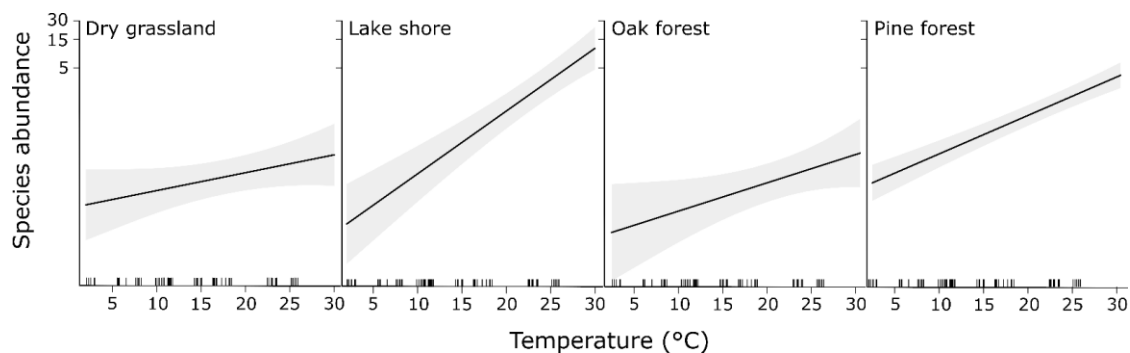 30
15
5
Species abundance
Dry grassland
Lake shore
Oak forest
Pine forest
5 10 15 20 25 30
5 10 15 20 25 30
5 10 15 20 25 30
5 10 15 20 25 30
Temperature (°C)